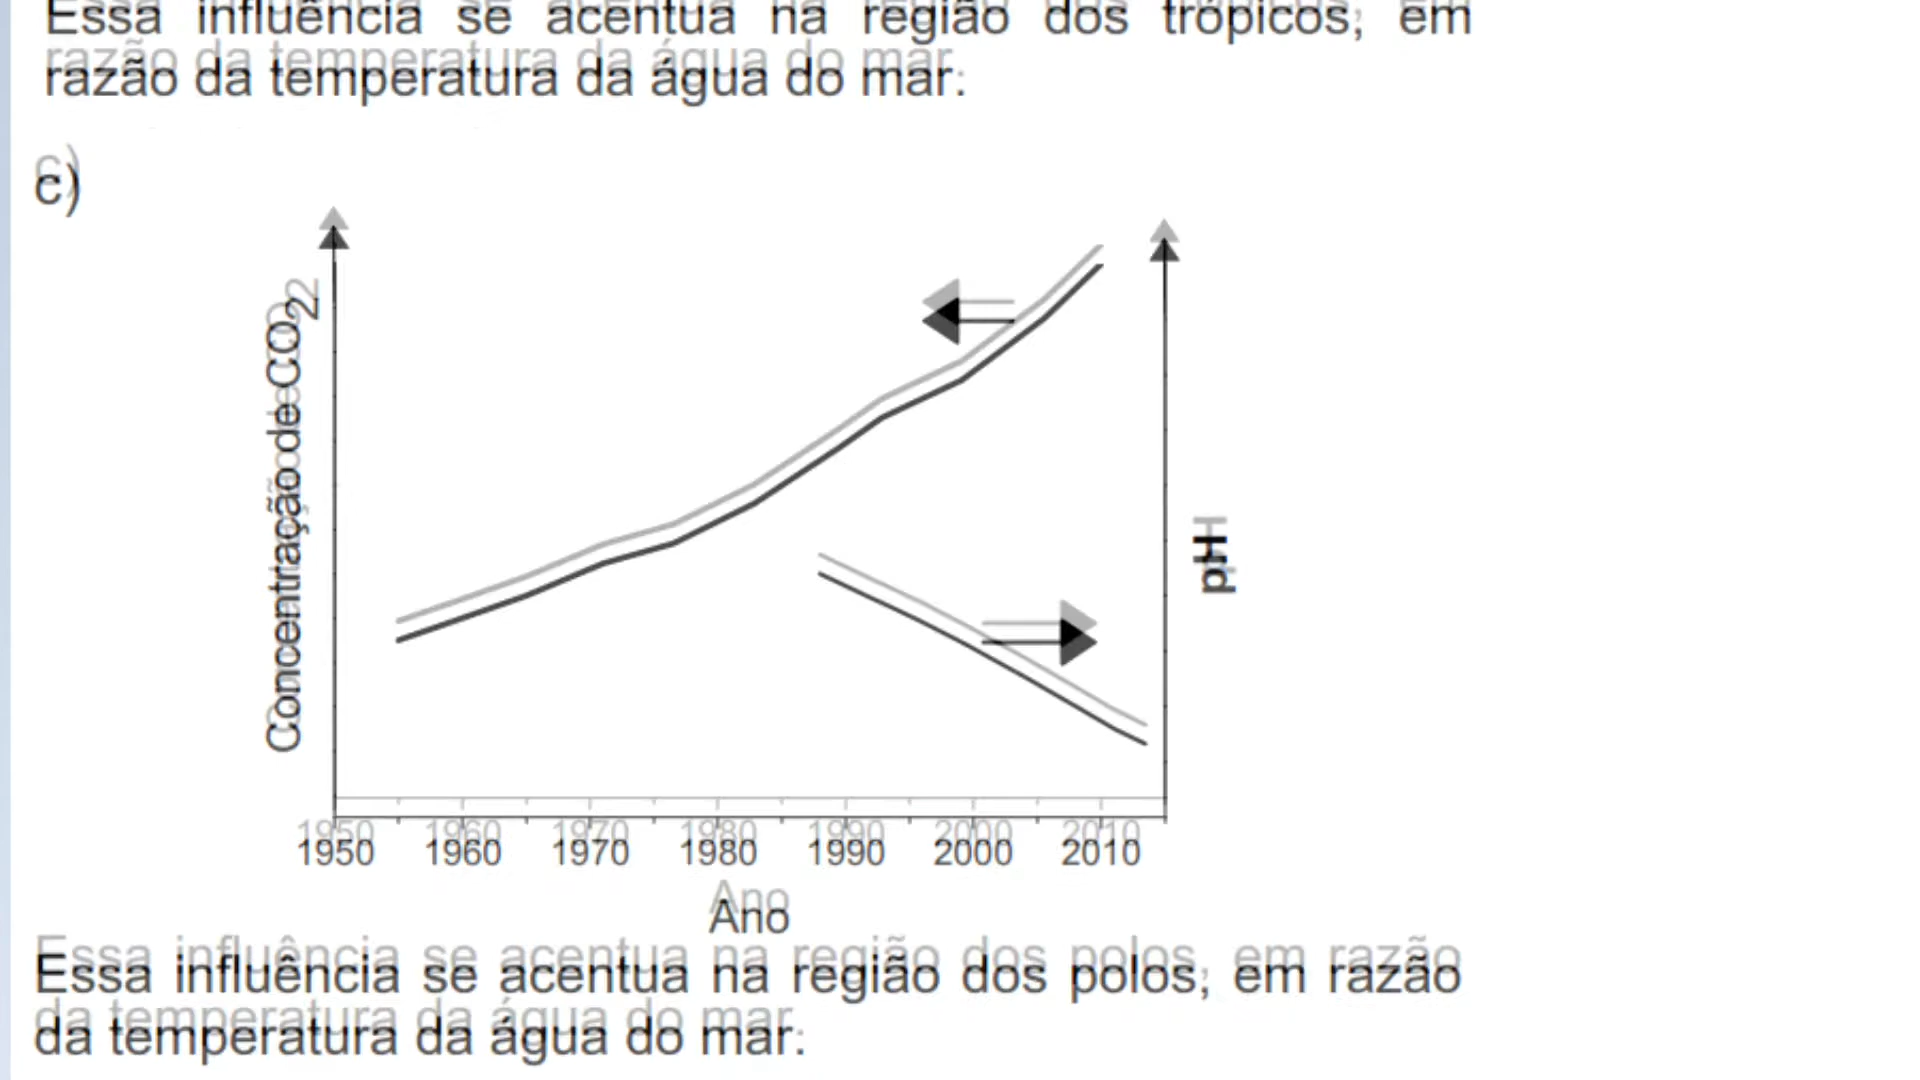 Essa influência se acentua na região dos trópicos, em
razão da temperatura da água do mar.
c)
Concentração de CO2
pH
1950 1960 1970 1980 1990 2000 2010
Ano
Essa influência se acentua na região dos polos, em razão
da temperatura da água do mar.